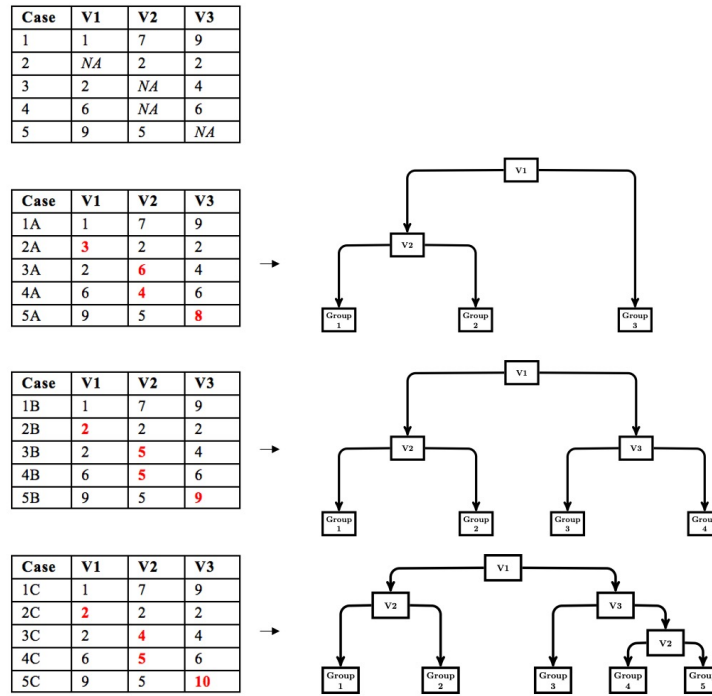 Case V1 V2 V3
1 1 7 9
2 NA 2 2
3 2 NA 4
4 6 NA 6
5 9 5 NA
Case V1 V2 V3
1A 1 7 9
2A 3 2 2
3A 2 6 4
4A 6 4 6
5A 9 5 8
V1
V2
Group 1
Group 2
Group 3
Case V1 V2 V3
1B 1 7 9
2B 2 2 2
3B 2 5 4
4B 6 5 6
5B 9 5 9
V1
V2 V3
Group 1
Group 2
Group 3
Group 4
Case V1 V2 V3
1C 1 7 9
2C 2 2 2
3C 2 4 4
4C 6 5 6
5C 9 5 10
V1
V2 V3
V2
Group 1
Group 2
Group 3
Group 4
Group 5